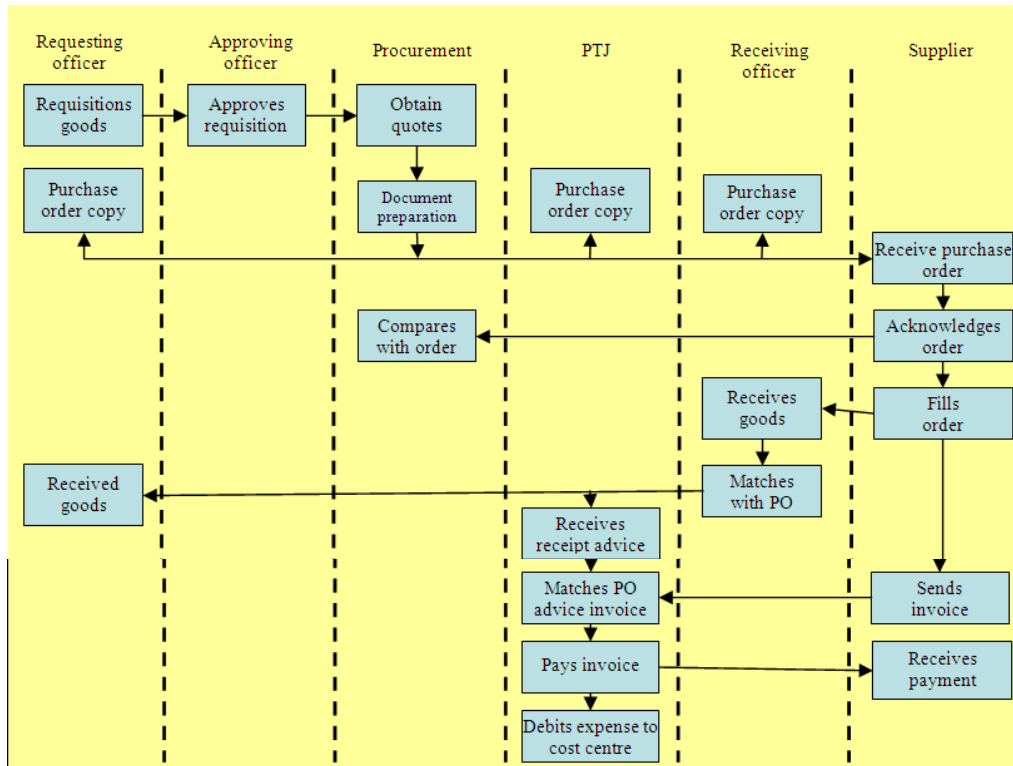 Requesting
officer
Approving
officer
Procurement
PTJ
Receiving
officer
Supplier
Requisitions
goods
Approves
requisition
Obtain
quotes
Purchase
order copy
Document
preparation
Purchase
order copy
Purchase
order copy
Receive purchase
order
Compares
with order
Acknowledges
order
Receives
goods
Fills
order
Received
goods
Matches
with PO
Receives
receipt advice
Matches PO
advice invoice
Sends
invoice
Pays invoice
Receives
payment
Debits expense to
cost centre